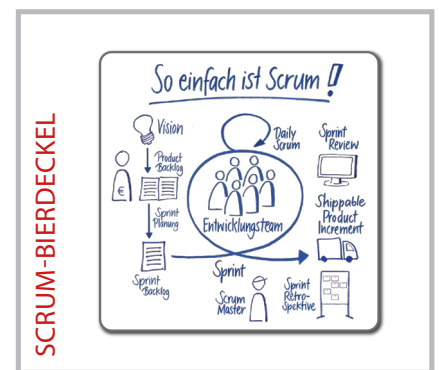 SCRUM-BIERDECKEL
So einfach ist Scrum!
Vision
Product
Backlog
€
Sprint
Planung
Sprint
Backlog
Daily
Scrum
Entwicklungsteam
Sprint
Scrum
Master
Sprint
Review
Shippable
Product
Increment
Sprint
Retro-
spektive